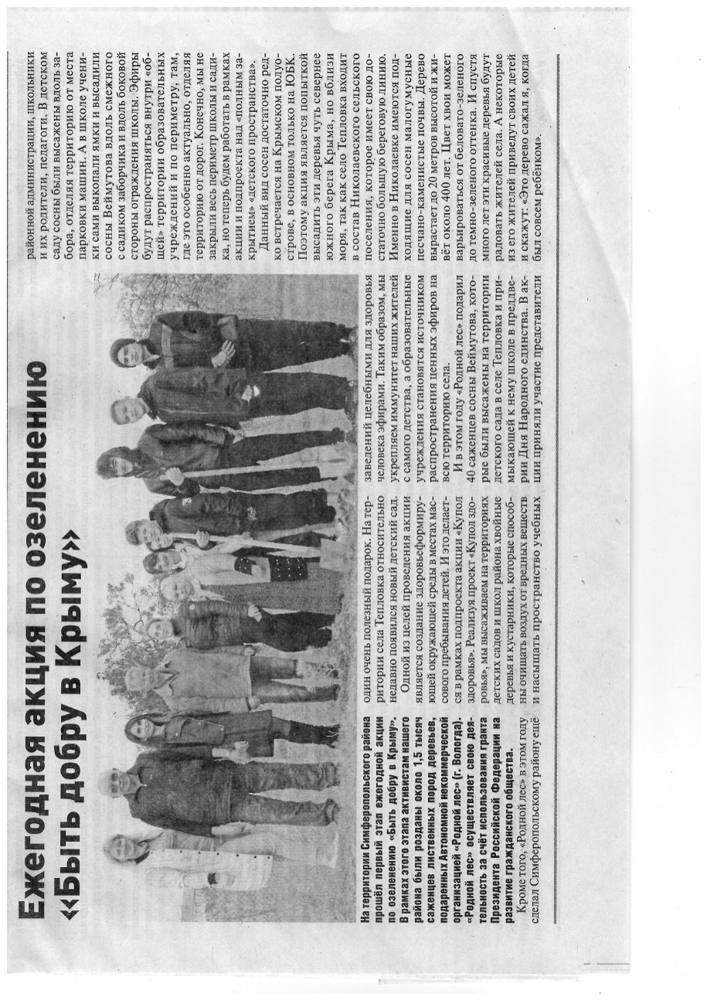 Ежегодная акция по озеленению
«Быть добру в Крыму»
На территории Симферопольского района
прошёл первый этап ежегодной акции
по озеленению «Быть добру в Крыму».
В рамках этого этапа активистам нашего
района были розданы около 1,5 тысяч
саженцев лиственных пород деревьев,
подаренных Автономной некоммерческой
организацией «Родной лес» (г. Вологда).
«Родной лес» осуществляет свою дея-
тельность за счёт использования гранта
Президента Российской Федерации на
развитие гражданского общества.
Кроме того, «Родной лес» в этом году
сделал Симферопольскому району ещё
один очень полезный подарок. На тер-
ритории села Тепловка относительно
недавно появился новый детский сад.
Одной из целей проведения акции
является создание здоровьеформиру-
ющей окружающей среды в местах мас-
сового пребывания детей. И это делает-
ся в рамках подпроекта акции «Купол
здоровья». Реализуя проект «Купол здо-
ровья», мы высаживаем на территориях
детских садов и школ района хвойные
деревья и кустарники, которые способ-
ны очищать воздух от вредных веществ
и насыщать пространство учебных
заведений целебными для здоровья
человека эфирами. Таким образом, мы
укрепляем иммунитет наших жителей
с самого детства, а образовательные
учреждения становятся источником
распространения ценных эфиров на
всю территорию села.
И в этом году «Родной лес» подарил
40 саженцев сосны Веймутова, кото-
рые были высажены на территории
детского сада в селе Тепловка и при-
мыкающей к нему школе в преддве-
рии Дня Народного единства. В ак-
ции приняли участие представители
районной администрации, школьники
и их родители, педагоги. В детском
саду сосны были высажены вдоль за-
бора, отделяя территорию от места
парковки машин. А в школе учени-
ки сами выкопали ямки и высадили
сосны Веймутова вдоль смежного
с садиком заборчика и вдоль боковой
стороны ограждения школы. Эфиры
будут распространяться внутри «об-
щей» территории образовательных
учреждений и по периметру, там,
где это особенно актуально, отделяя
территорию от дорог. Конечно, мы не
закрыли весь периметр школы и сади-
ка, но теперь будем работать в рамках
акции и подпроекта над «полным за-
крытием» «детского пространства».
Данный вид сосен достаточно ред-
ко встречается на Крымском полуо-
строве, в основном только на ЮБК.
Поэтому акция является попыткой
высадить эти деревья чуть севернее
южного берега Крыма, но вблизи
моря, так как село Тепловка входит
в состав Николаевского сельского
поселения, которое имеет свою до-
статочно большую береговую линию.
Именно в Николаевке имеются под-
ходящие для сосен малогумусные
песчано-каменистые почвы. Дерево
вырастает до 20 метров высотой и жи-
вёт около 400 лет. Цвет хвои может
варьироваться от беловато-зеленого
до темно-зеленого оттенка. И спустя
много лет эти красивые деревья будут
радовать жителей села. А некоторые
из его жителей приведут своих детей
и скажут: «Это дерево сажал я, когда
был совсем ребёнком».